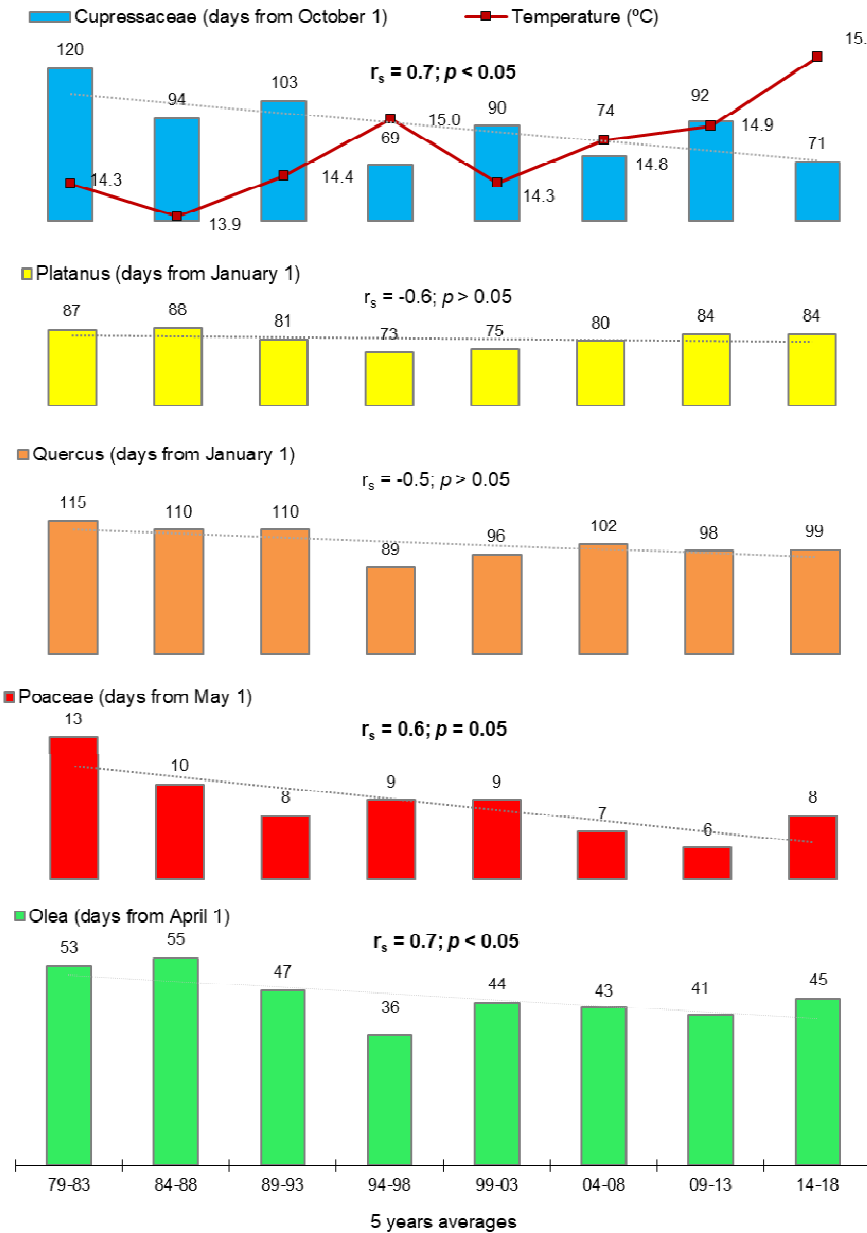 Cupressaceae (days from October 1) Temperature (ºC)
120 94 103 69 90 74 92 71
r_s = 0.7; p < 0.05
14.3 13.9 14.4 15.0 14.3 14.8 14.9 15.
Platanus (days from January 1)
r_s = -0.6; p > 0.05
87 88 81 73 75 80 84 84
Quercus (days from January 1)
r_s = -0.5; p > 0.05
115 110 110 89 96 102 98 99
Poaceae (days from May 1)
r_s = 0.6; p = 0.05
13 10 8 9 9 7 6 8
Olea (days from April 1)
r_s = 0.7; p < 0.05
53 55 47 36 44 43 41 45
79-83 84-88 89-93 94-98 99-03 04-08 09-13 14-18
5 years averages